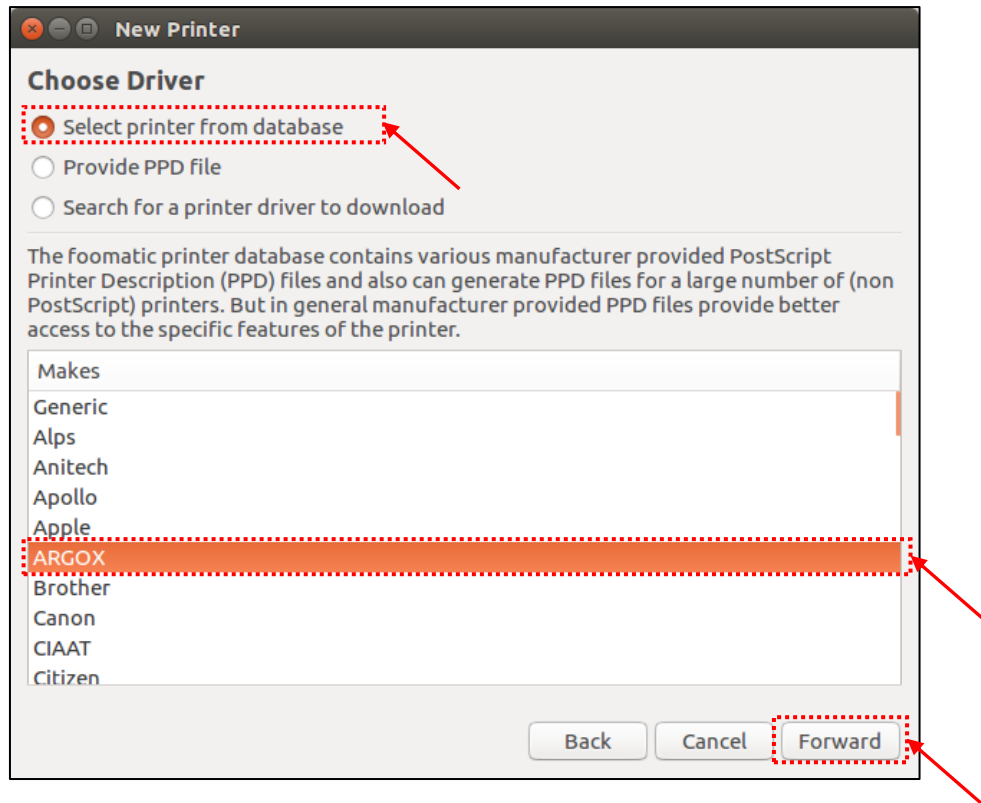 New Printer
Choose Driver
Select printer from database
Provide PPD file
Search for a printer driver to download
The foomatic printer database contains various manufacturer provided PostScript
Printer Description (PPD) files and also can generate PPD files for a large number of (non
PostScript) printers. But in general manufacturer provided PPD files provide better
access to the specific features of the printer.
Makes
Generic
Alps
Anitech
Apollo
Apple
ARGOX
Brother
Canon
CIAAT
Citizen
Back Cancel Forward